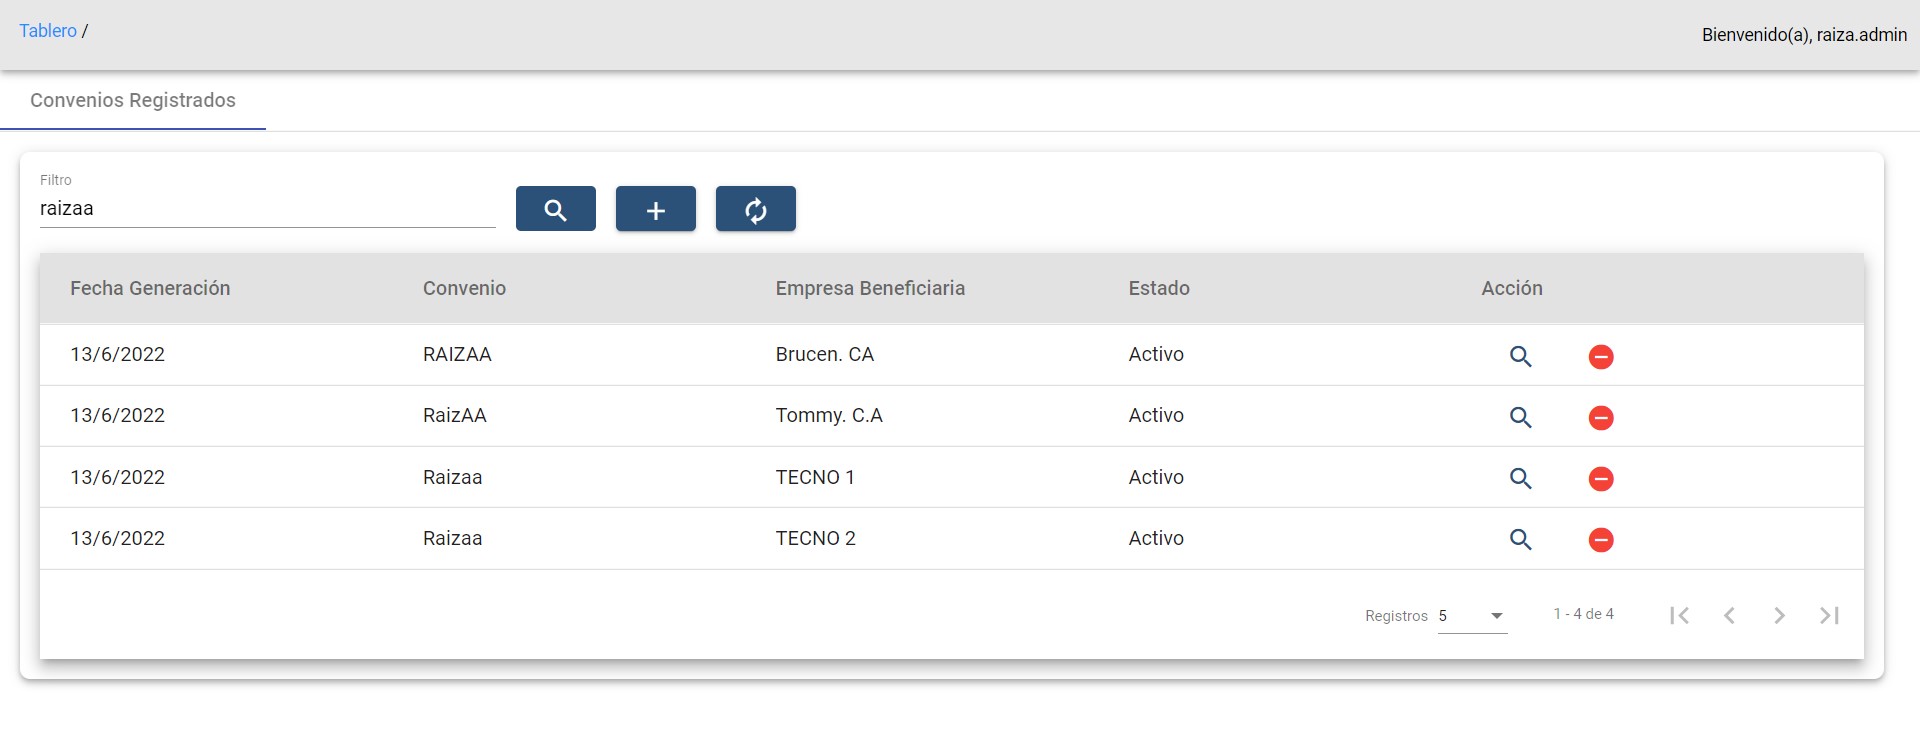 Tablero /
Bienvenido(a), raiza.admin
Convenios Registrados
Filtro
raizaa
Fecha Generación Convenio Empresa Beneficiaria Estado Acción
13/6/2022 RAIZAA Brucen. CA Activo
13/6/2022 RaizAA Tommy. C.A Activo
13/6/2022 Raizaa TECNO 1 Activo
13/6/2022 Raizaa TECNO 2 Activo
Registros 5 1 - 4 de 4